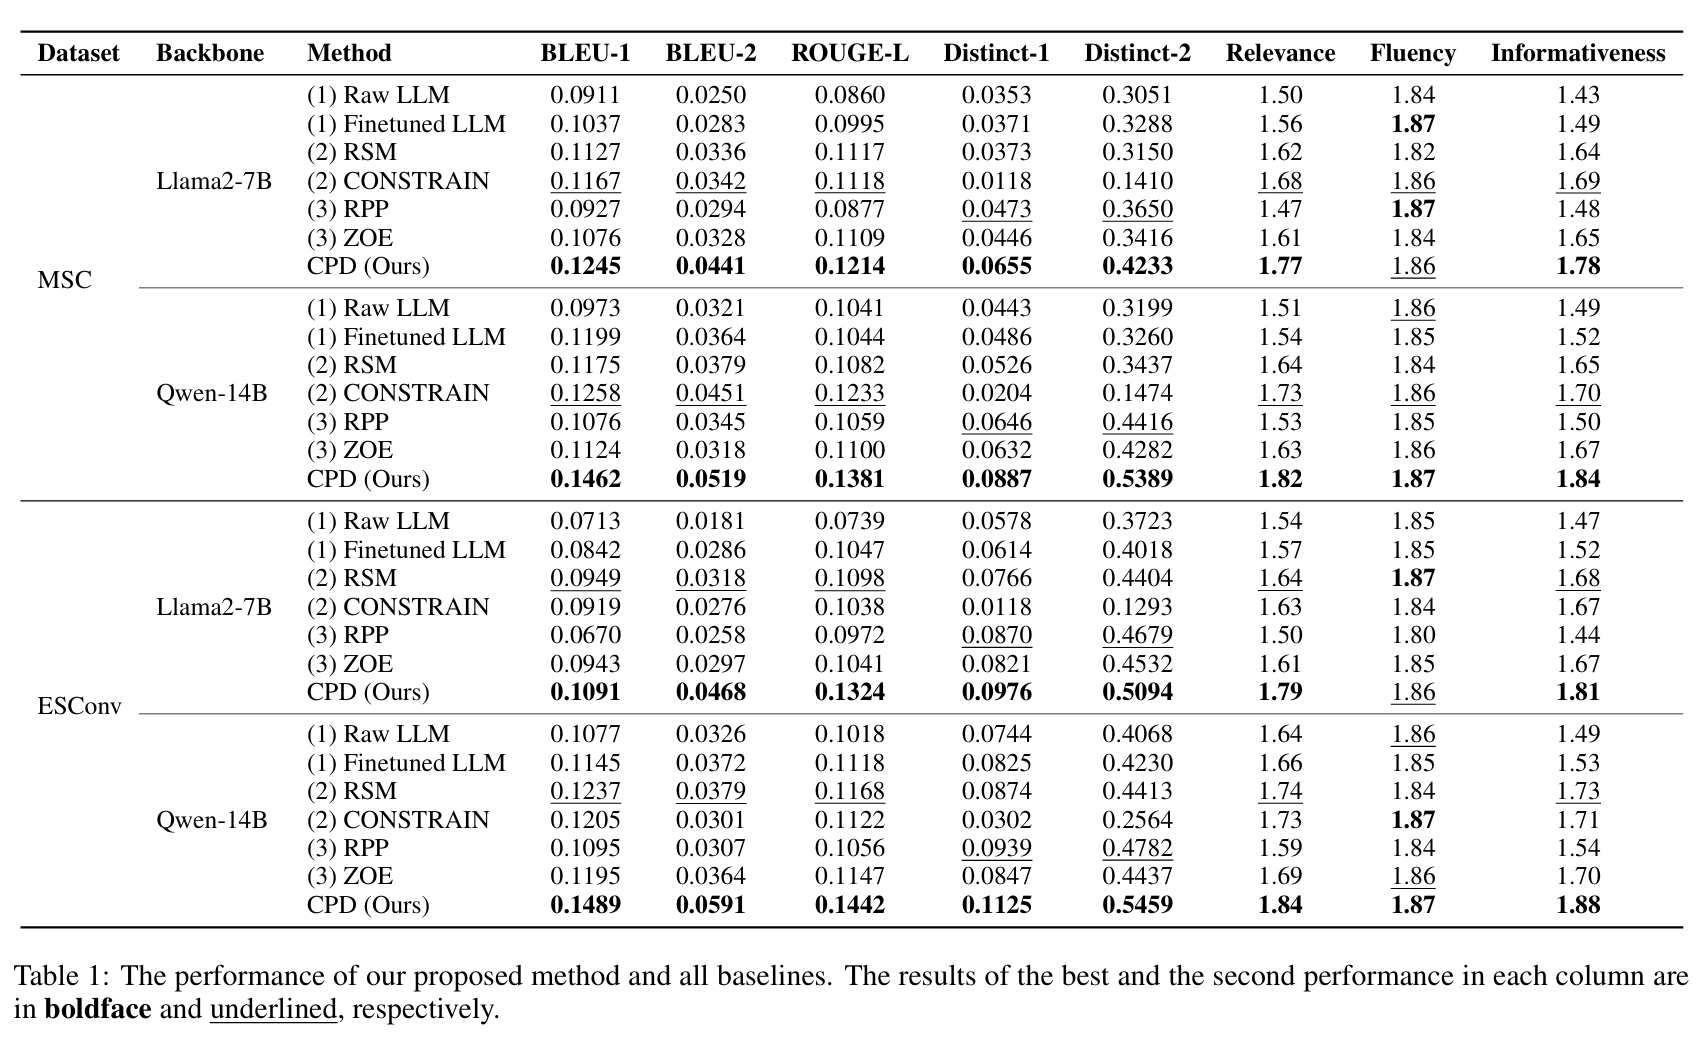 Dataset Backbone Method BLEU-1 BLEU-2 ROUGE-L Distinct-1 Distinct-2 Relevance Fluency Informativeness
(1) Raw LLM 0.0911 0.0250 0.0860 0.0353 0.3051 1.50 1.84 1.43
(1) Finetuned LLM 0.1037 0.0283 0.0995 0.0371 0.3288 1.56 1.87 1.49
(2) RSM 0.1127 0.0336 0.1117 0.0373 0.3150 1.62 1.82 1.64
Llama2-7B (2) CONSTRAIN 0.1167 0.0342 0.1118 0.0118 0.1410 1.68 1.86 1.69
(3) RPP 0.0927 0.0294 0.0877 0.0473 0.3650 1.47 1.87 1.48
(3) ZOE 0.1076 0.0328 0.1109 0.0446 0.3416 1.61 1.84 1.65
CPD (Ours) 0.1245 0.0441 0.1214 0.0655 0.4233 1.77 1.86 1.78
MSC
(1) Raw LLM 0.0973 0.0321 0.1041 0.0443 0.3199 1.51 1.86 1.49
(1) Finetuned LLM 0.1199 0.0364 0.1044 0.0486 0.3260 1.54 1.85 1.52
(2) RSM 0.1175 0.0379 0.1082 0.0526 0.3437 1.64 1.84 1.65
Qwen-14B (2) CONSTRAIN 0.1258 0.0451 0.1233 0.0204 0.1474 1.73 1.86 1.70
(3) RPP 0.1076 0.0345 0.1059 0.0646 0.4416 1.53 1.85 1.50
(3) ZOE 0.1124 0.0318 0.1100 0.0632 0.4282 1.63 1.86 1.67
CPD (Ours) 0.1462 0.0519 0.1381 0.0887 0.5389 1.82 1.87 1.84
(1) Raw LLM 0.0713 0.0181 0.0739 0.0578 0.3723 1.54 1.85 1.47
(1) Finetuned LLM 0.0842 0.0286 0.1047 0.0614 0.4018 1.57 1.85 1.52
(2) RSM 0.0949 0.0318 0.1098 0.0766 0.4404 1.64 1.87 1.68
Llama2-7B (2) CONSTRAIN 0.0919 0.0276 0.1038 0.0118 0.1293 1.63 1.84 1.67
(3) RPP 0.0670 0.0258 0.0972 0.0870 0.4679 1.50 1.80 1.44
(3) ZOE 0.0943 0.0297 0.1041 0.0821 0.4532 1.61 1.85 1.67
CPD (Ours) 0.1091 0.0468 0.1324 0.0976 0.5094 1.79 1.86 1.81
ESConv
(1) Raw LLM 0.1077 0.0326 0.1018 0.0744 0.4068 1.64 1.86 1.49
(1) Finetuned LLM 0.1145 0.0372 0.1118 0.0825 0.4230 1.66 1.85 1.53
(2) RSM 0.1237 0.0379 0.1168 0.0874 0.4413 1.74 1.84 1.73
Qwen-14B (2) CONSTRAIN 0.1205 0.0301 0.1122 0.0302 0.2564 1.73 1.87 1.71
(3) RPP 0.1095 0.0307 0.1056 0.0939 0.4782 1.59 1.84 1.54
(3) ZOE 0.1195 0.0364 0.1147 0.0847 0.4437 1.69 1.86 1.70
CPD (Ours) 0.1489 0.0591 0.1442 0.1125 0.5459 1.84 1.87 1.88
Table 1: The performance of our proposed method and all baselines. The results of the best and the second performance in each column are
in boldface and underlined, respectively.